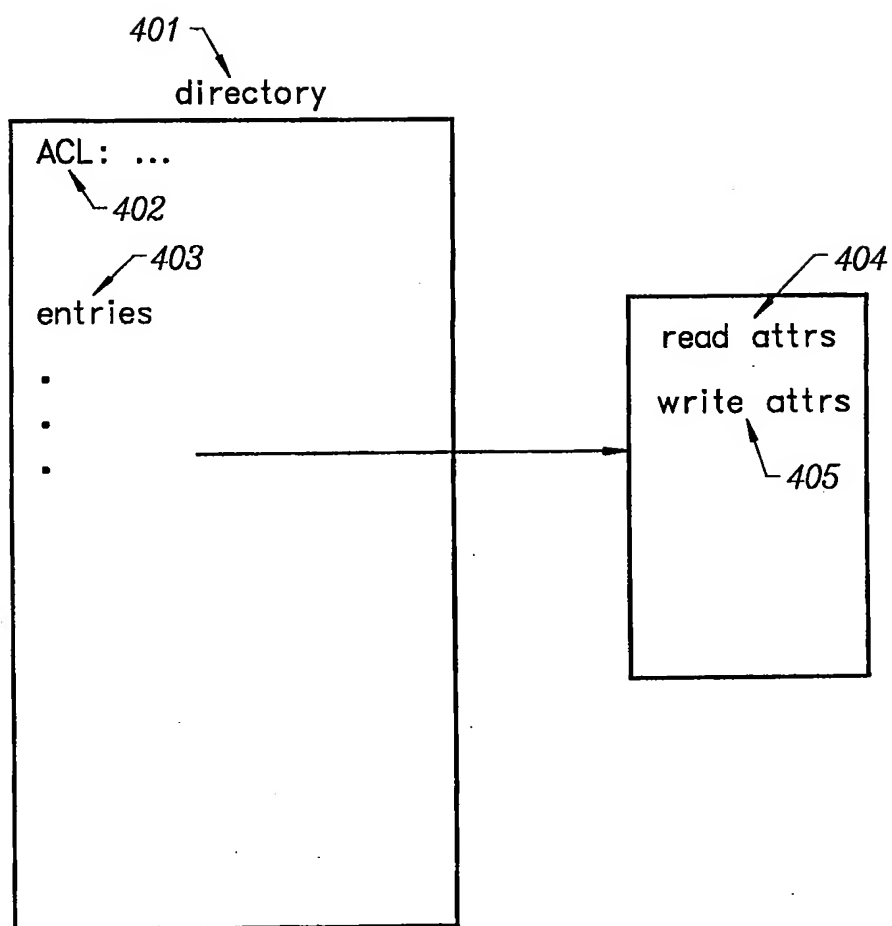 401
directory
ACL: ...
402
403
entries
404
read attrs
write attrs
405